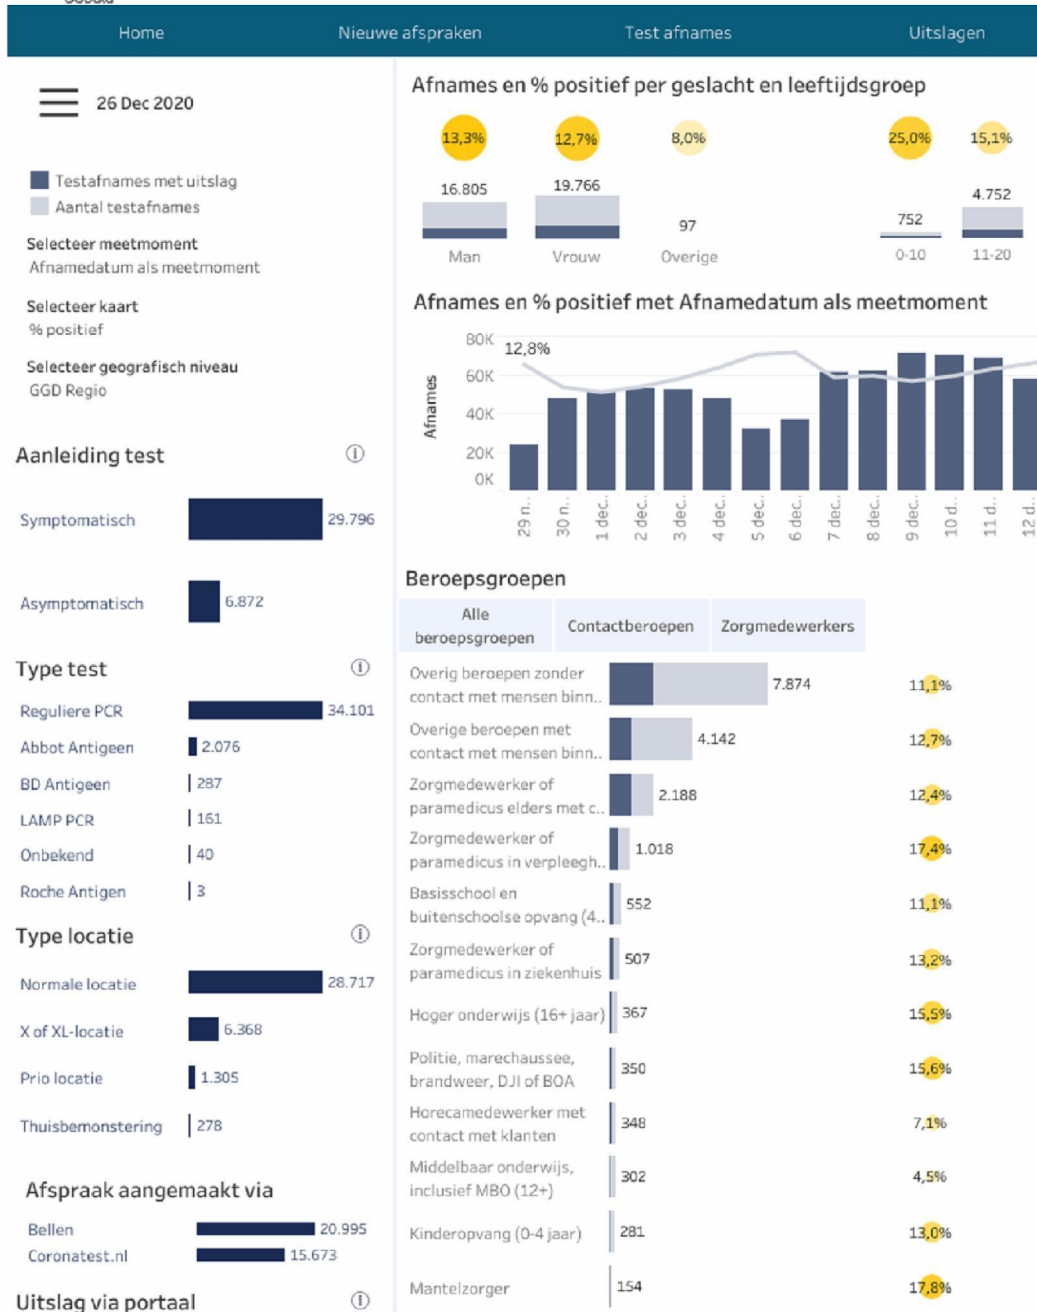 Home Nieuwe afspraken Test afnames Uitslagen
26 Dec 2020
Testafnames met uitslag
Aantal testafnames
Selecteer meetmoment
Afnamedatum als meetmoment
Selecteer kaart
% positief
Selecteer geografisch niveau
GGD Regio
Aanleiding test
Symptomatisch 29.796
Asymptomatisch 6.872
Type test
Reguliere PCR 34.101
Abbot Antigeen 2.076
BD Antigeen 287
LAMP PCR 161
Onbekend 40
Roche Antigen 3
Type locatie
Normale locatie 28.717
X of XL-locatie 6.368
Prio locatie 1.305
Thuisbemonstering 278
Afspraak aangemaakt via
Bellen 20.995
Coronatest.nl 15.673
Uitslag via portaal
Afnames en % positief per geslacht en leeftijdsgroep
13,3% 12,7% 8,0% 25,0% 15,1%
16.805 19.766 97 752 4.752
Man Vrouw Overige 0-10 11-20
Afnames en % positief met Afnamedatum als meetmoment
80K
12,8%
60K
40K
20K
0K
Afnames
29 n.. 30 n.. 1 dec.. 2 dec.. 3 dec.. 4 dec.. 5 dec.. 6 dec.. 7 dec.. 8 dec.. 9 dec.. 10 d.. 11 d.. 12 d..
Beroepsgroepen
Alle
beroepsgroepen
Contactberoepen
Zorgmedewerkers
Overig beroepen zonder
contact met mensen binn.. 7.874 11,1%
Overige beroepen met
contact met mensen binn.. 4.142 12,7%
Zorgmedewerker of
paramedicus elders met c.. 2.188 12,4%
Zorgmedewerker of
paramedicus in verpleegh.. 1.018 17,4%
Basisschool en
buitenschoolse opvang (4.. 552 11,1%
Zorgmedewerker of
paramedicus in ziekenhuis 507 13,2%
Hoger onderwijs (16+ jaar) 367 15,5%
Politie, marechaussee,
brandweer, DJI of BOA 350 15,6%
Horecamedewerker met
contact met klanten 348 7,1%
Middelbaar onderwijs,
inclusief MBO (12+) 302 4,5%
Kinderopvang (0-4 jaar) 281 13,0%
Mantelzorger 154 17,8%